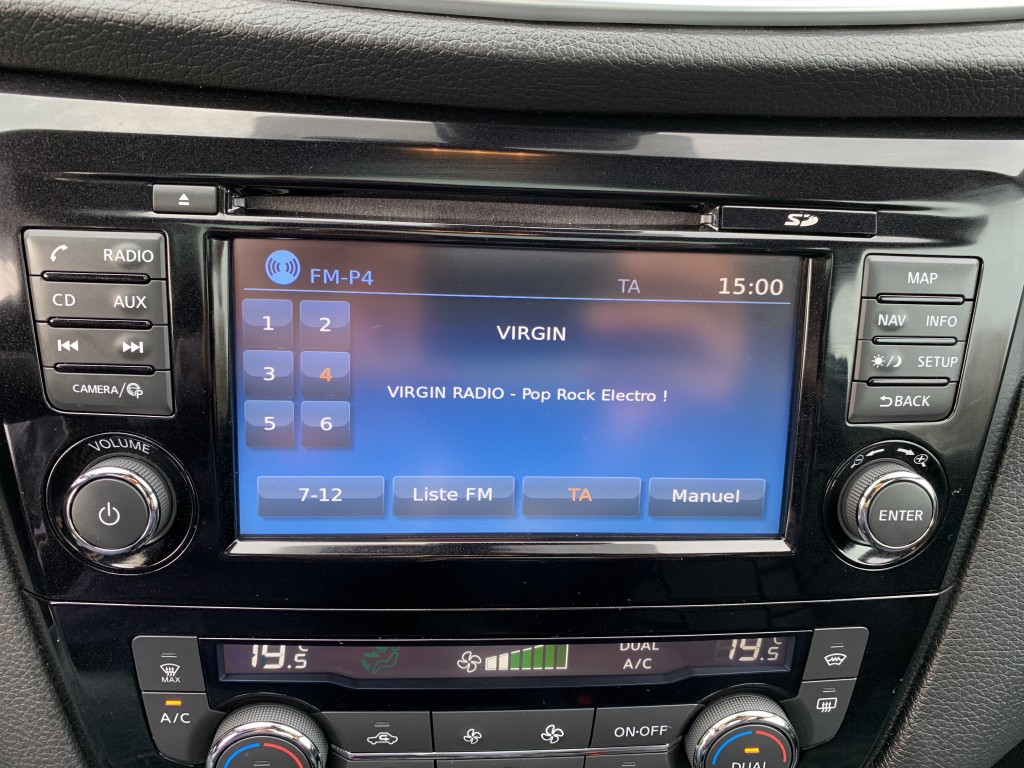 SD
RADIO
CD AUX
CAMERA/
VOLUME
FM-P4 TA 15:00
1 2
3 4
5 6
VIRGIN
VIRGIN RADIO - Pop Rock Electro !
7-12 Liste FM TA Manuel
MAP
NAV INFO
SETUP
BACK
ENTER
19.5°C DUAL 19.5°C
A/C
MAX
A/C
ON·OFF
DUAL